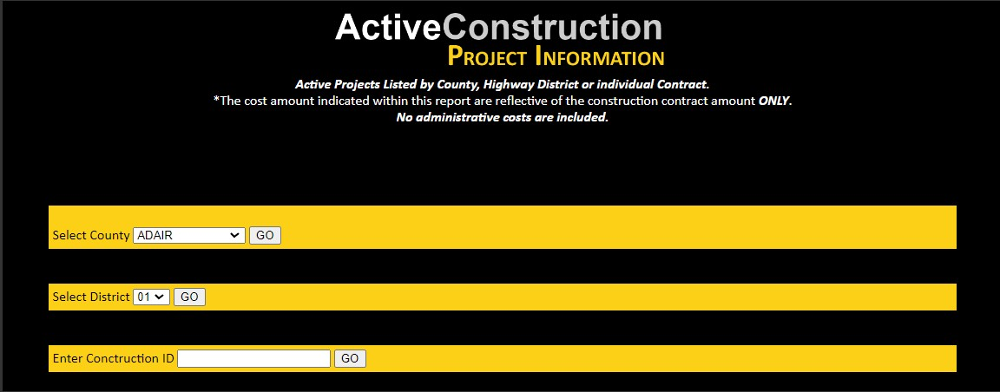 ActiveConstruction
Project Information
Active Projects Listed by County, Highway District or individual Contract.
*The cost amount indicated within this report are reflective of the construction contract amount ONLY.
No administrative costs are included.
Select County ADAIR GO
Select District 01 GO
Enter Conctruction ID GO